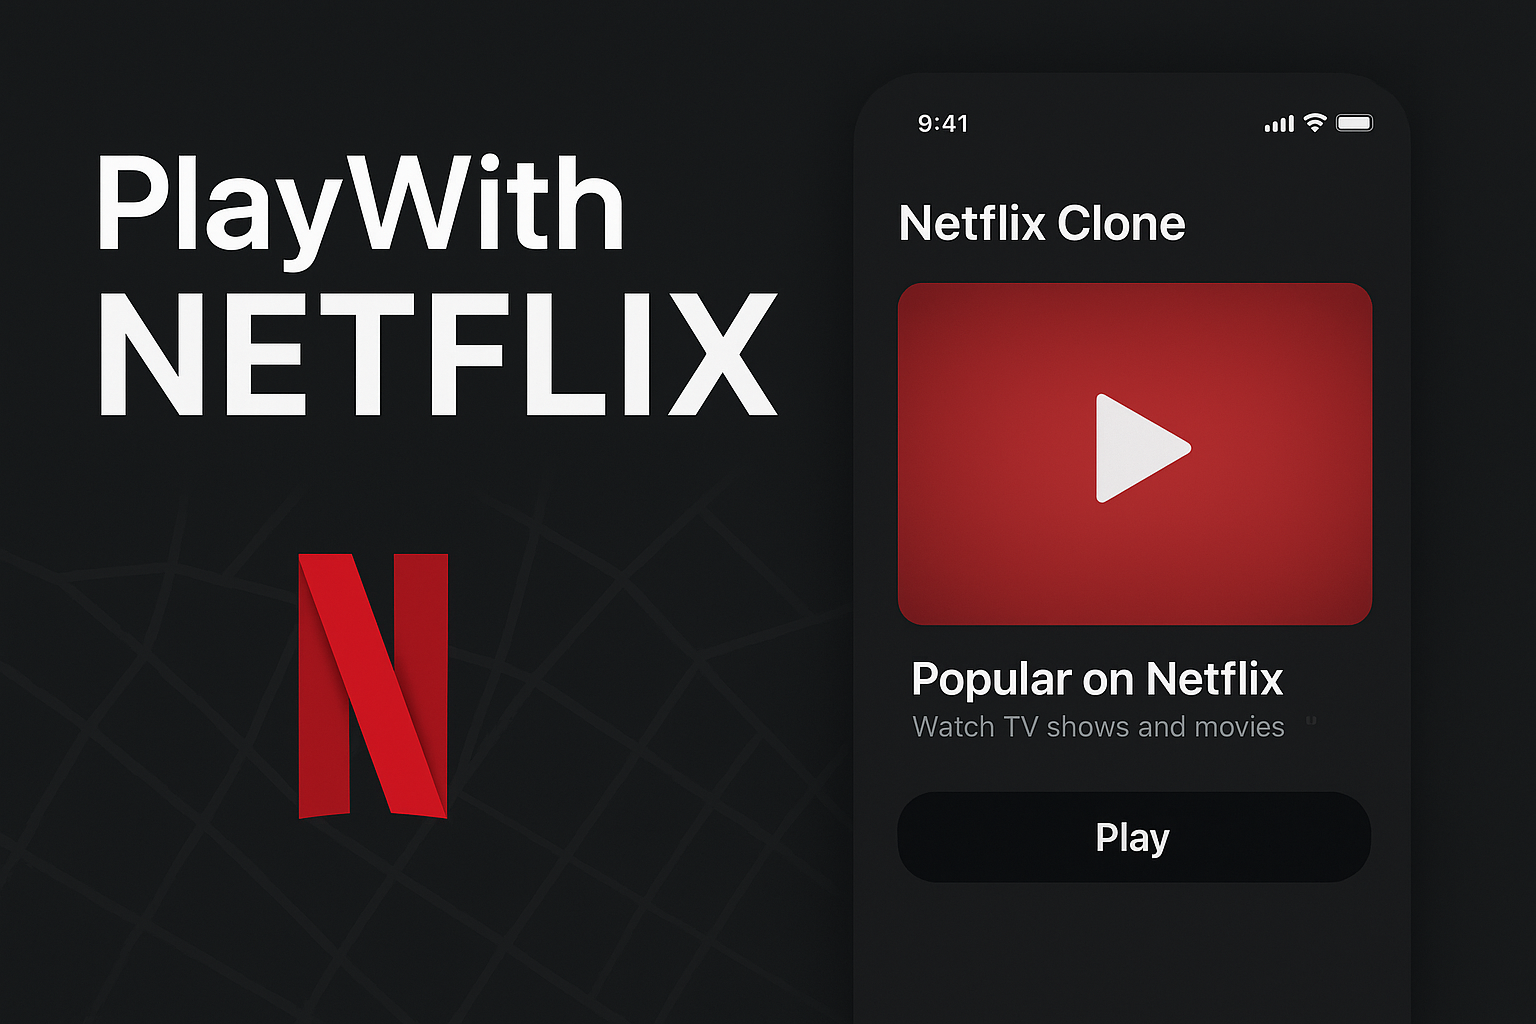 PlayWith
NETFLIX
N
9:41
Netflix Clone
Popular on Netflix
Watch TV shows and movies
Play